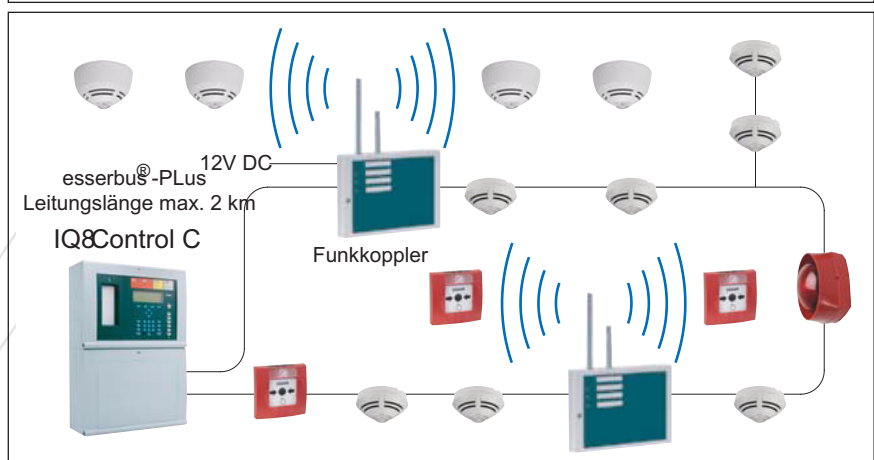 12V DC
esserbus®-PLus
Leitungslänge max. 2 km
IQ8Control C
Funkkoppler